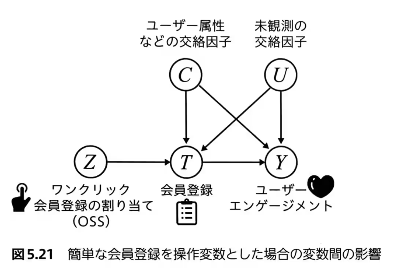 ユーザー属性
などの交絡因子
未観測の
交絡因子
C
U
Z
T
Y
ワンクリック
会員登録の割り当て
（OSS）
会員登録
ユーザー
エンゲージメント
図5.21　簡単な会員登録を操作変数とした場合の変数間の影響